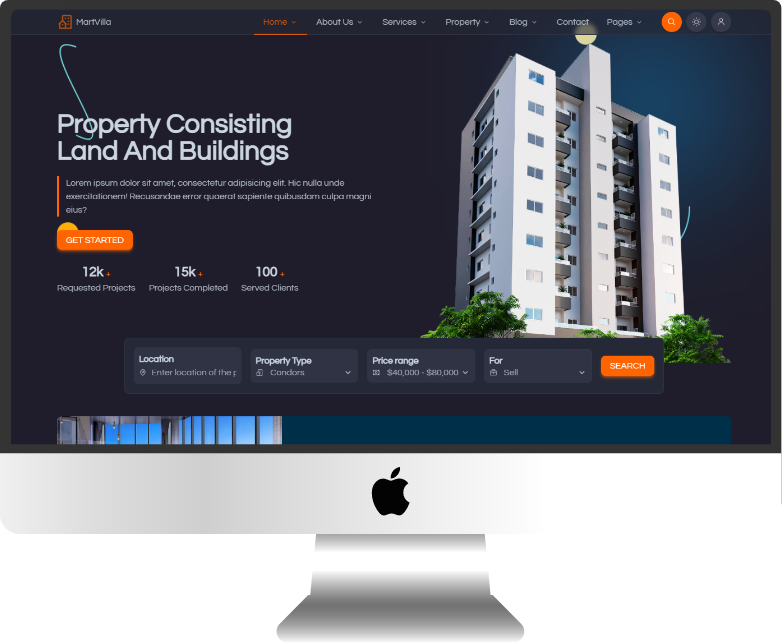 MartVilla
Home About Us Services Property Blog Contact Pages
Property Consisting
Land And Buildings
Lorem ipsum dolor sit amet, consectetur adipisicing elit. Hic nulla unde
exercitationem! Recusandae error quaerat sapiente quibusdam culpa magni
eius?
GET STARTED
12k + 15k + 100 +
Requested Projects Projects Completed Served Clients
Location Property Type Price range For
Enter location of the p Condors $40,000 - $80,000 Sell
SEARCH